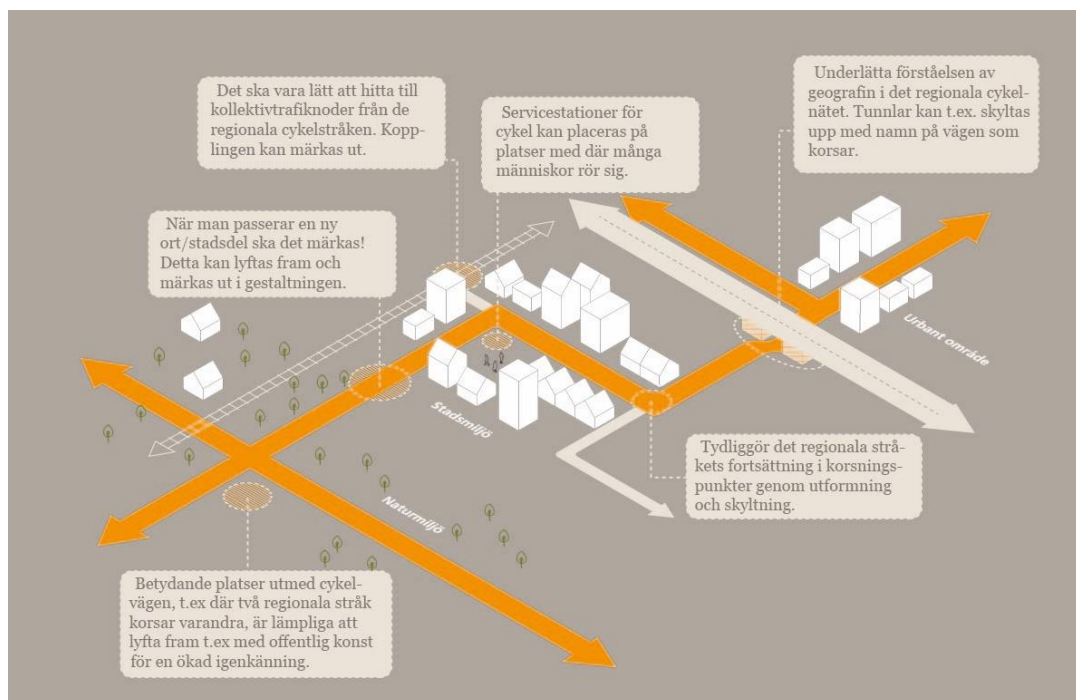 Det ska vara lätt att hitta till
kollektivtrafiknoder från de
regionala cykelstråken. Kopp-
lingen kan märkas ut.
Servicestationer för
cykel kan placeras på
platser med där många
människor rör sig.
Underlätta förståelsen av
geografin i det regionala cykel-
nätet. Tunnlar kan t.ex. skyltas
upp med namn på vägen som
korsar.
När man passerar en ny
ort/stadsdel ska det märkas!
Detta kan lyftas fram och
märkas ut i gestaltningen.
Urbant område
Stadsmiljö
Naturmiljö
Tydliggör det regionala strå-
kets fortsättning i korsnings-
punkter genom utformning
och skyltning.
Betydande platser utmed cykel-
vägen, t.ex där två regionala stråk
korsar varandra, är lämpliga att
lyfta fram t.ex med offentlig konst
för en ökad igenkänning.